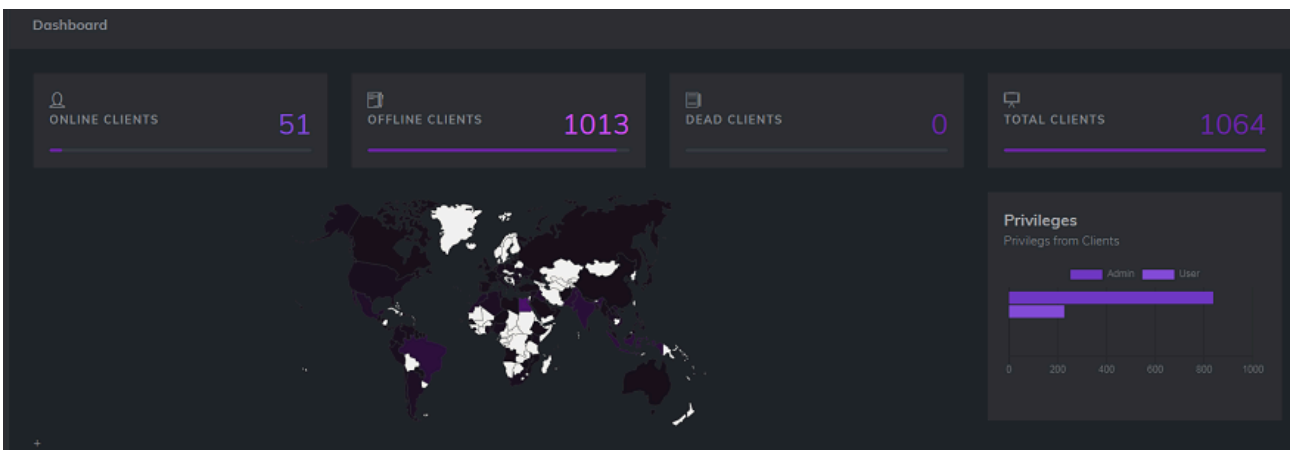 Dashboard
ONLINE CLIENTS
51
OFFLINE CLIENTS
1013
DEAD CLIENTS
0
TOTAL CLIENTS
1064
Privileges
Privilegs from Clients
Admin User
0 200 400 600 800 1000
+